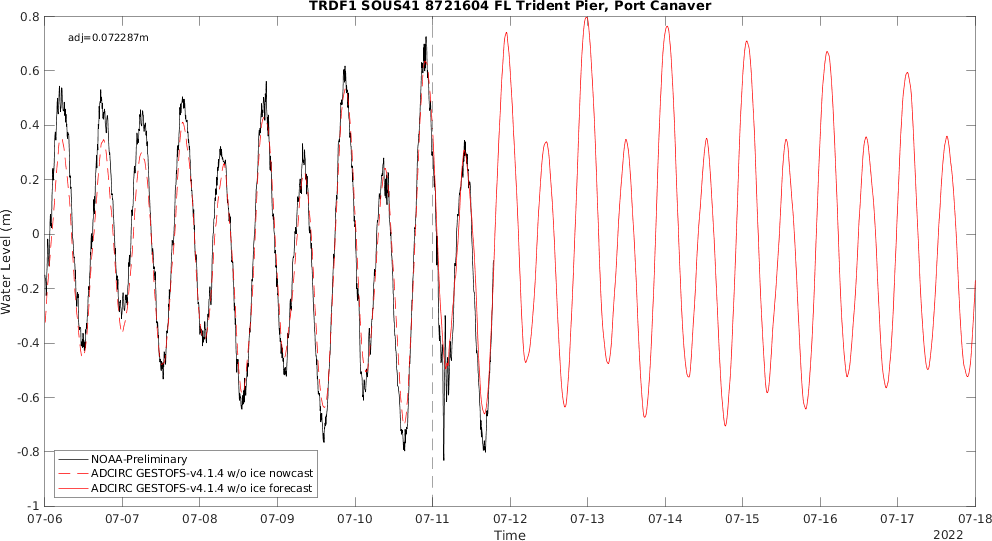 TRDF1 SOUS41 8721604 FL Trident Pier, Port Canaver
adj=0.072287m
0.8
0.6
0.4
0.2
0
-0.2
-0.4
-0.6
-0.8
-1
Water Level (m)
NOAA-Preliminary
ADCIRC GESTOFS-v4.1.4 w/o ice nowcast
ADCIRC GESTOFS-v4.1.4 w/o ice forecast
07-06 07-07 07-08 07-09 07-10 07-11 07-12 07-13 07-14 07-15 07-16 07-17 07-18
Time
2022